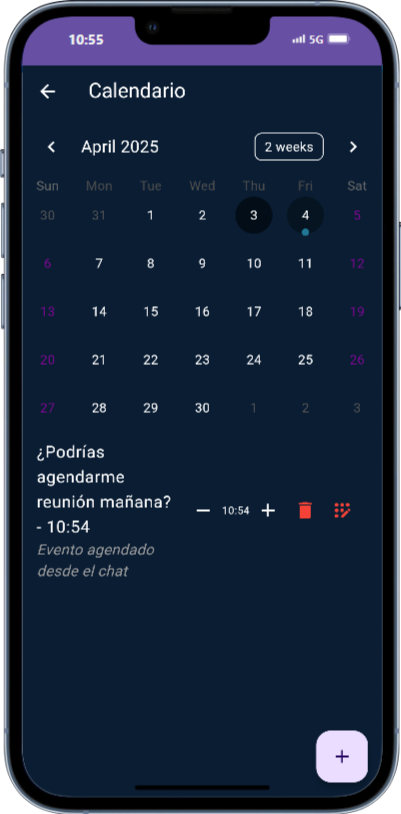 10:55 5G
Calendario
April 2025 2 weeks
Sun Mon Tue Wed Thu Fri Sat
30 31 1 2 3 4 5
6 7 8 9 10 11 12
13 14 15 16 17 18 19
20 21 22 23 24 25 26
27 28 29 30 1 2 3
¿Podrías
agendarme
reunión mañana?
- 10:54
— 10:54 +
Evento agendado
desde el chat
+